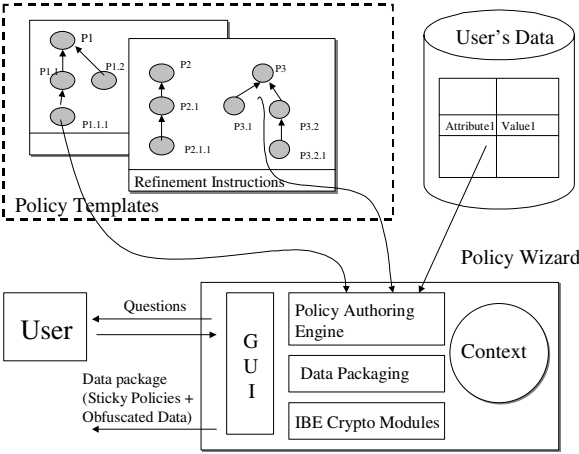 P1
P1.1
P1.2
P1.1.1
P2
P2.1
P2.1.1
P3
P3.1
P3.2
P3.2.1
Refinement Instructions
Policy Templates
User's Data
Attribute1 Value1
Policy Wizard
User
Questions
Data package
(Sticky Policies +
Obfuscated Data)
G
U
I
Policy Authoring
Engine
Data Packaging
IBE Crypto Modules
Context